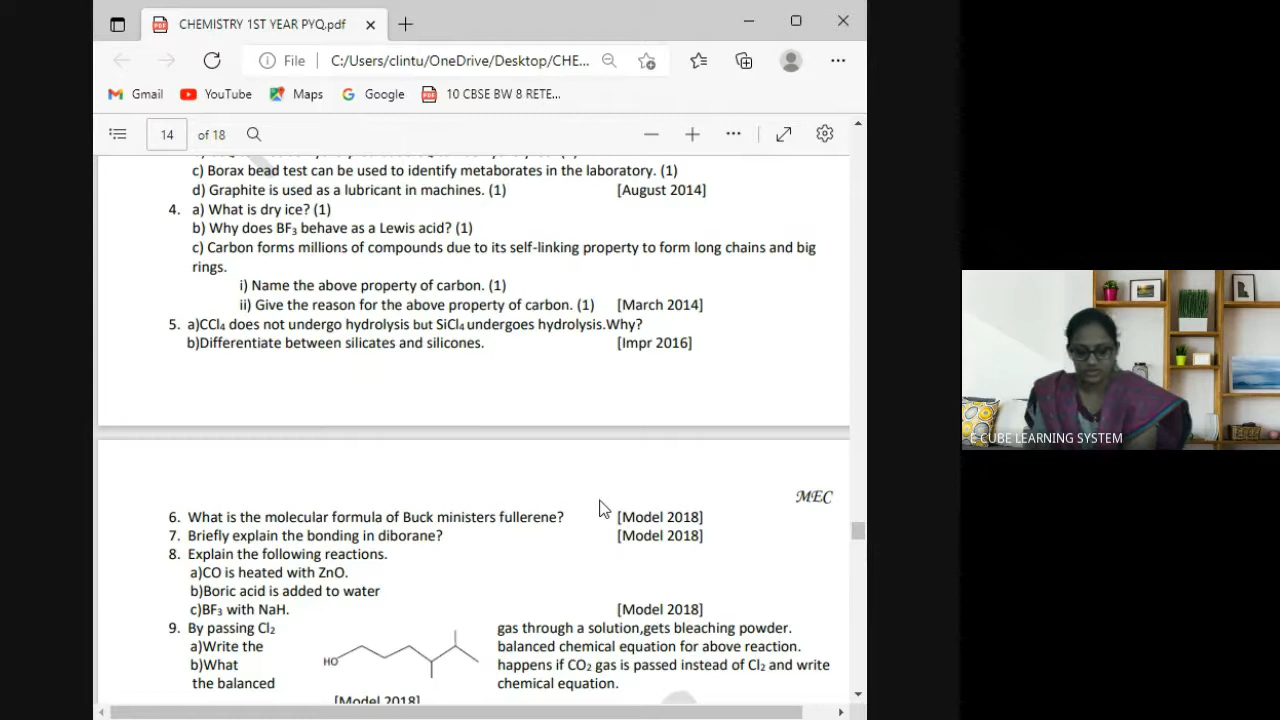 CHEMISTRY 1ST YEAR PYQ.pdf
File C:/Users/clintu/OneDrive/Desktop/CHE...
Gmail YouTube Maps Google 10 CBSE BW 8 RETE...
14 of 18
c) Borax bead test can be used to identify metaborates in the laboratory. (1)
d) Graphite is used as a lubricant in machines. (1) [August 2014]
4. a) What is dry ice? (1)
b) Why does BF₃ behave as a Lewis acid? (1)
c) Carbon forms millions of compounds due to its self-linking property to form long chains and big
rings.
i) Name the above property of carbon. (1)
ii) Give the reason for the above property of carbon. (1) [March 2014]
5. a)CCl₄ does not undergo hydrolysis but SiCl₄ undergoes hydrolysis.Why?
b)Differentiate between silicates and silicones. [Impr 2016]
MEC
6. What is the molecular formula of Buck ministers fullerene? [Model 2018]
7. Briefly explain the bonding in diborane? [Model 2018]
8. Explain the following reactions.
a)CO is heated with ZnO.
b)Boric acid is added to water
c)BF₃ with NaH. [Model 2018]
9. By passing Cl₂ gas through a solution,gets bleaching powder.
a)Write the balanced chemical equation for above reaction.
HO
b)What happens if CO₂ gas is passed instead of Cl₂ and write
the balanced chemical equation.
[Model 2018]
CUBE LEARNING SYSTEM